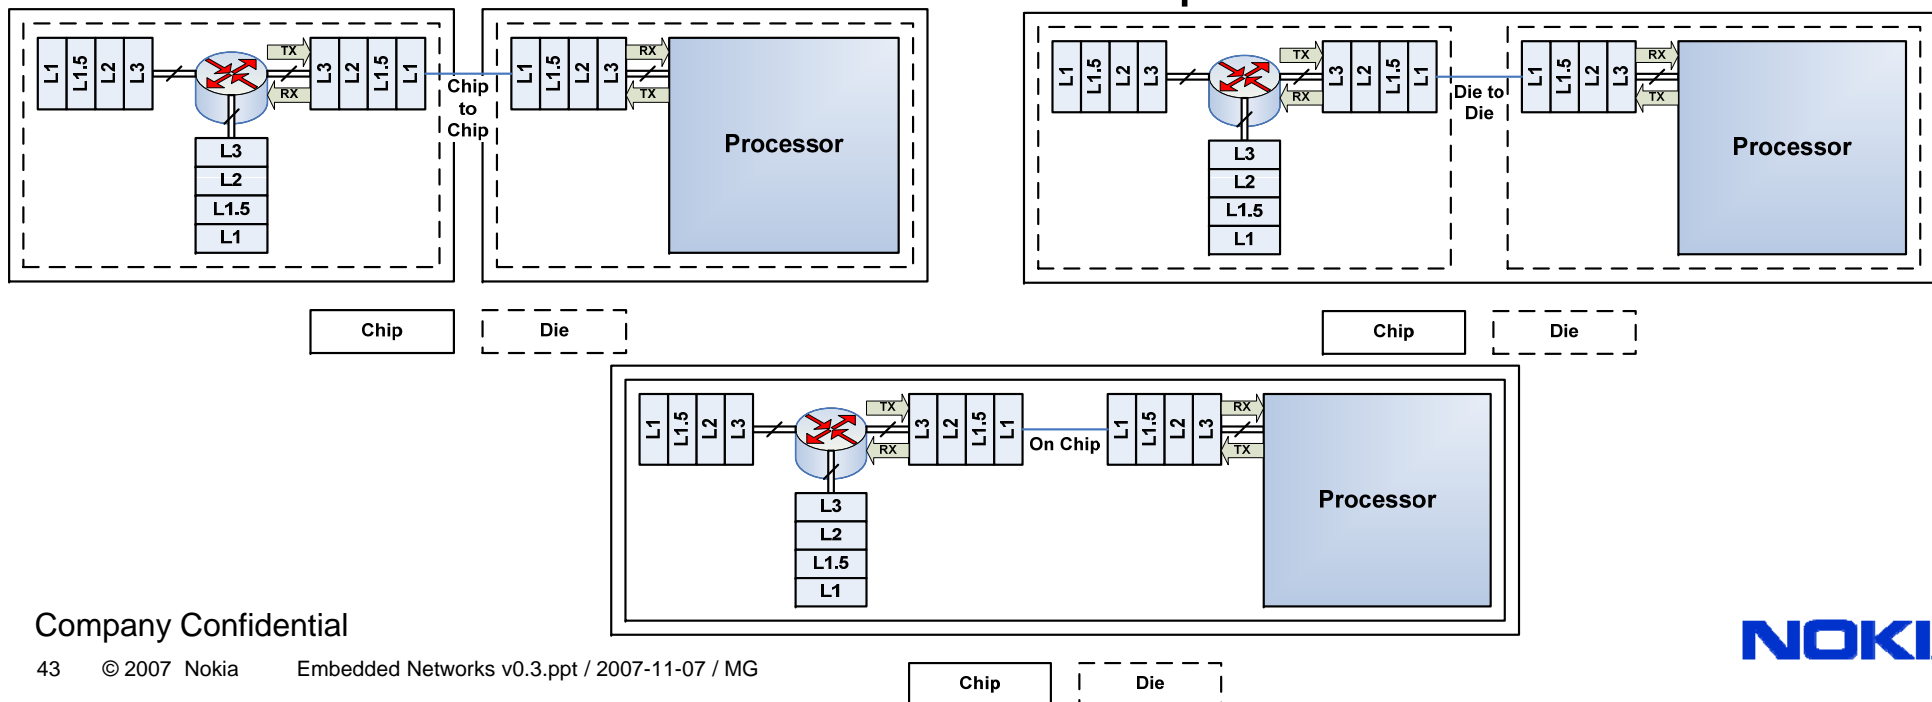 L1 L1.5 L2 L3
TX
RX
L3 L2 L1.5 L1
L3
L2
L1.5
L1
Chip
to
Chip
L1 L1.5 L2 L3
RX
TX
Processor
Chip
Die
L1 L1.5 L2 L3
TX
RX
L3 L2 L1.5 L1
L3
L2
L1.5
L1
Die to
Die
L1 L1.5 L2 L3
RX
TX
Processor
Chip
Die
L1 L1.5 L2 L3
TX
RX
L3 L2 L1.5 L1
L3
L2
L1.5
L1
On Chip
L1 L1.5 L2 L3
RX
TX
Processor
Chip
Die
Company Confidential
43 © 2007 Nokia Embedded Networks v0.3.ppt / 2007-11-07 / MG
NOKI